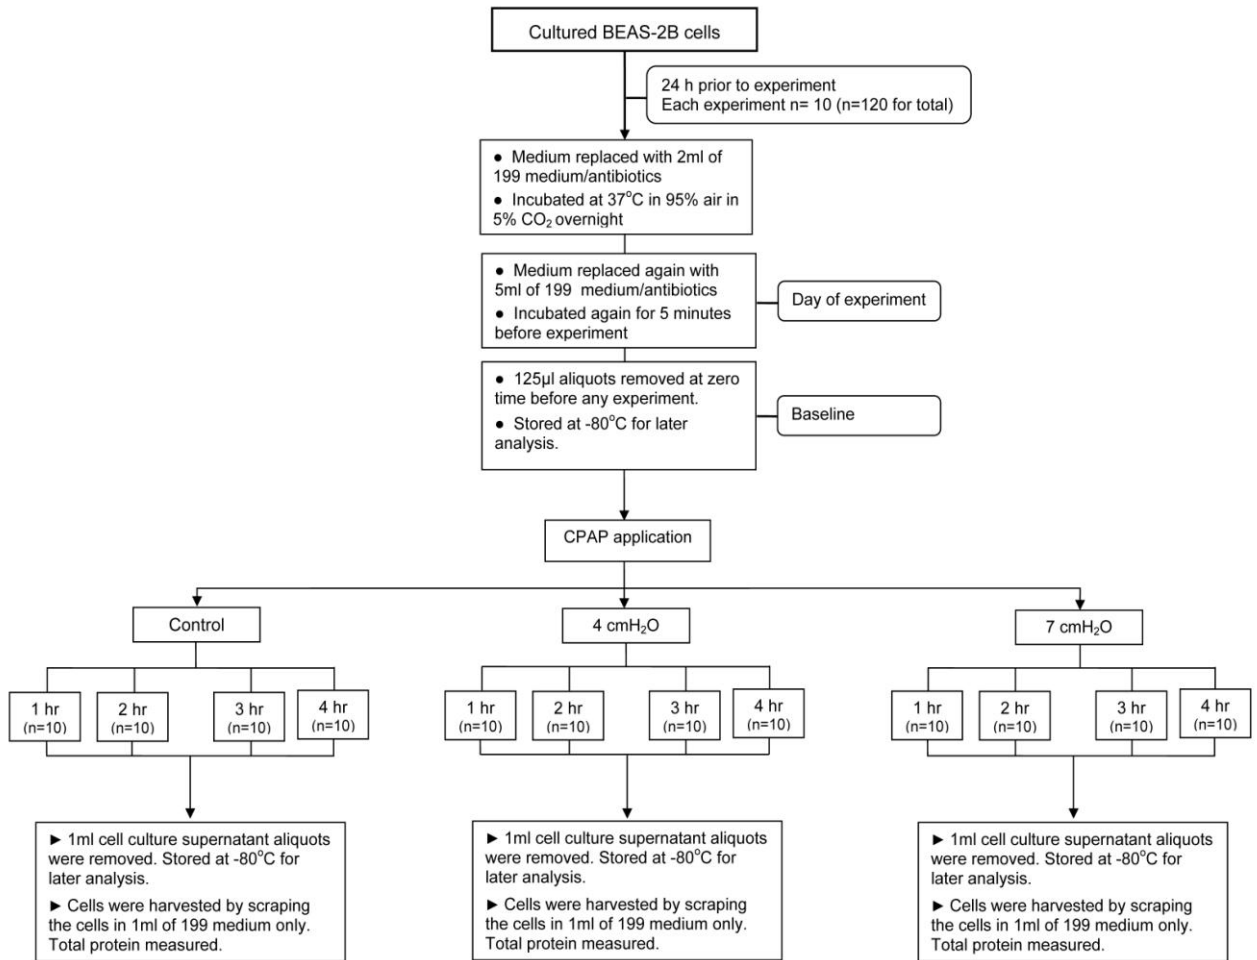 Cultured BEAS-2B cells
24 h prior to experiment
Each experiment n= 10 (n=120 for total)
● Medium replaced with 2ml of
199 medium/antibiotics
● Incubated at 37°C in 95% air in
5% CO₂ overnight
● Medium replaced again with
5ml of 199 medium/antibiotics
● Incubated again for 5 minutes
before experiment
Day of experiment
● 125µl aliquots removed at zero
time before any experiment.
● Stored at -80°C for later
analysis.
Baseline
CPAP application
Control
4 cmH₂O
7 cmH₂O
1 hr
(n=10)
2 hr
(n=10)
3 hr
(n=10)
4 hr
(n=10)
1 hr
(n=10)
2 hr
(n=10)
3 hr
(n=10)
4 hr
(n=10)
1 hr
(n=10)
2 hr
(n=10)
3 hr
(n=10)
4 hr
(n=10)
► 1ml cell culture supernatant aliquots
were removed. Stored at -80°C for
later analysis.
► Cells were harvested by scraping
the cells in 1ml of 199 medium only.
Total protein measured.
► 1ml cell culture supernatant aliquots
were removed. Stored at -80°C for
later analysis.
► Cells were harvested by scraping
the cells in 1ml of 199 medium only.
Total protein measured.
► 1ml cell culture supernatant aliquots
were removed. Stored at -80°C for
later analysis.
► Cells were harvested by scraping
the cells in 1ml of 199 medium only.
Total protein measured.